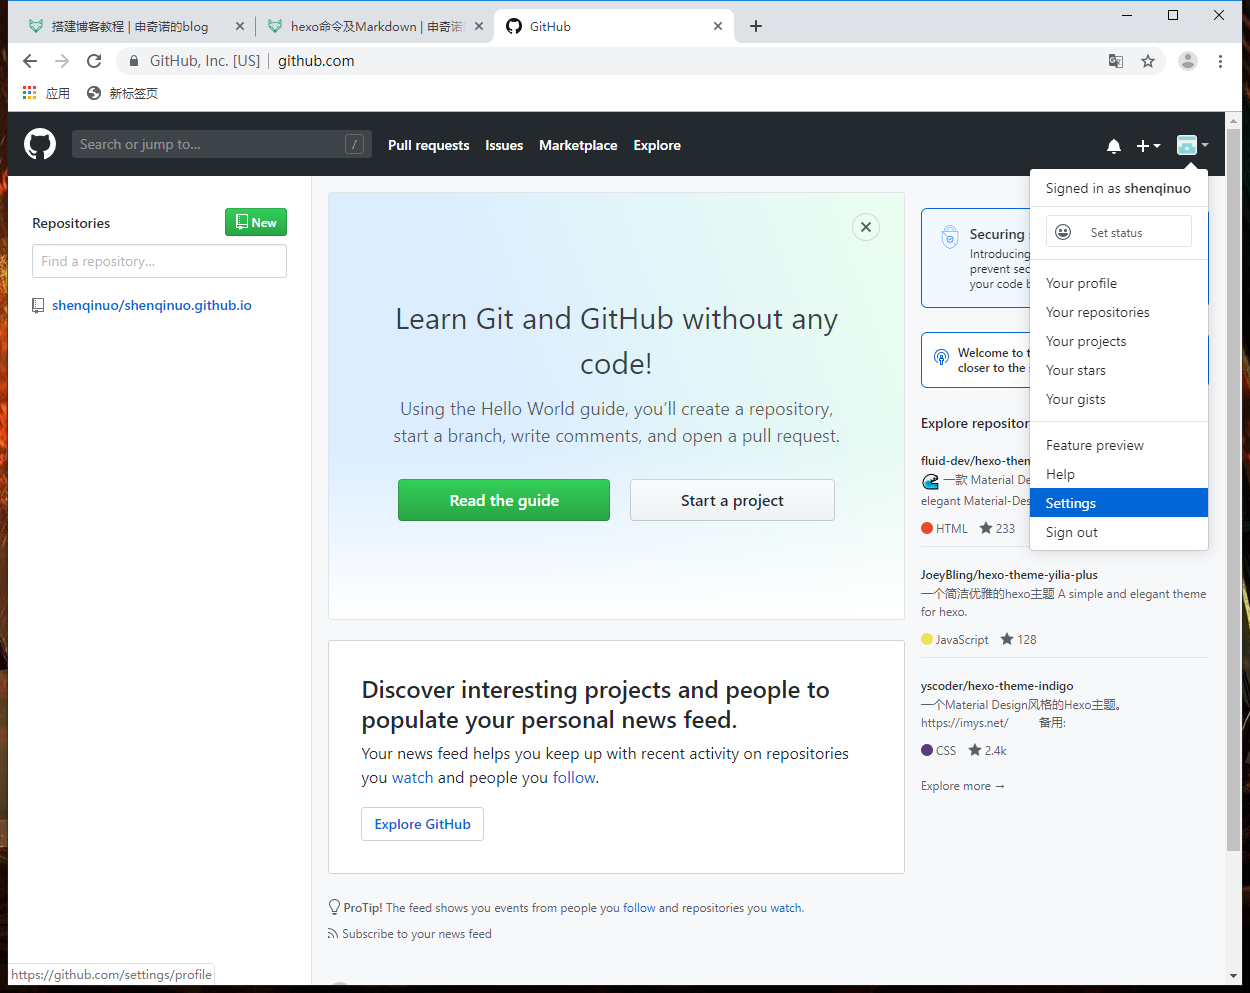 搭建博客教程 | 申奇诺的blog
hexo命令及Markdown | 申奇诺
GitHub
GitHub, Inc. [US] | github.com
应用
新标签页
Search or jump to...
/
Pull requests
Issues
Marketplace
Explore
Signed in as shenqinuo
Set status
Your profile
Your repositories
Your projects
Your stars
Your gists
Feature preview
Help
Settings
Sign out
Repositories
New
Find a repository...
shenqinuo/shenqinuo.github.io
Learn Git and GitHub without any
code!
Using the Hello World guide, you’ll create a repository,
start a branch, write comments, and open a pull request.
Read the guide
Start a project
Discover interesting projects and people to
populate your personal news feed.
Your news feed helps you keep up with recent activity on repositories
you watch and people you follow.
Explore GitHub
ProTip! The feed shows you events from people you follow and repositories you watch.
Subscribe to your news feed
Securing
Introducing
prevent sec
your code
Welcome to t
closer to the
Explore repositor
fluid-dev/hexo-them
一款 Material De
elegant Material-Des
HTML
233
JoeyBling/hexo-theme-yilia-plus
一个简洁优雅的hexo主题 A simple and elegant theme
for hexo.
JavaScript
128
yscoder/hexo-theme-indigo
一个Material Design风格的Hexo主题。
https://imys.net/ 备用:
CSS
2.4k
Explore more →
https://github.com/settings/profile